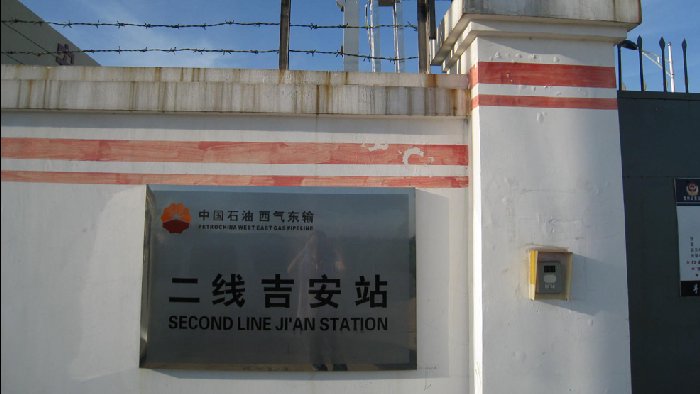 中国石油 西气东输
PETROCHINA WEST EAST GAS PIPELINE
二线吉安站
SECOND LINE JI'AN STATION